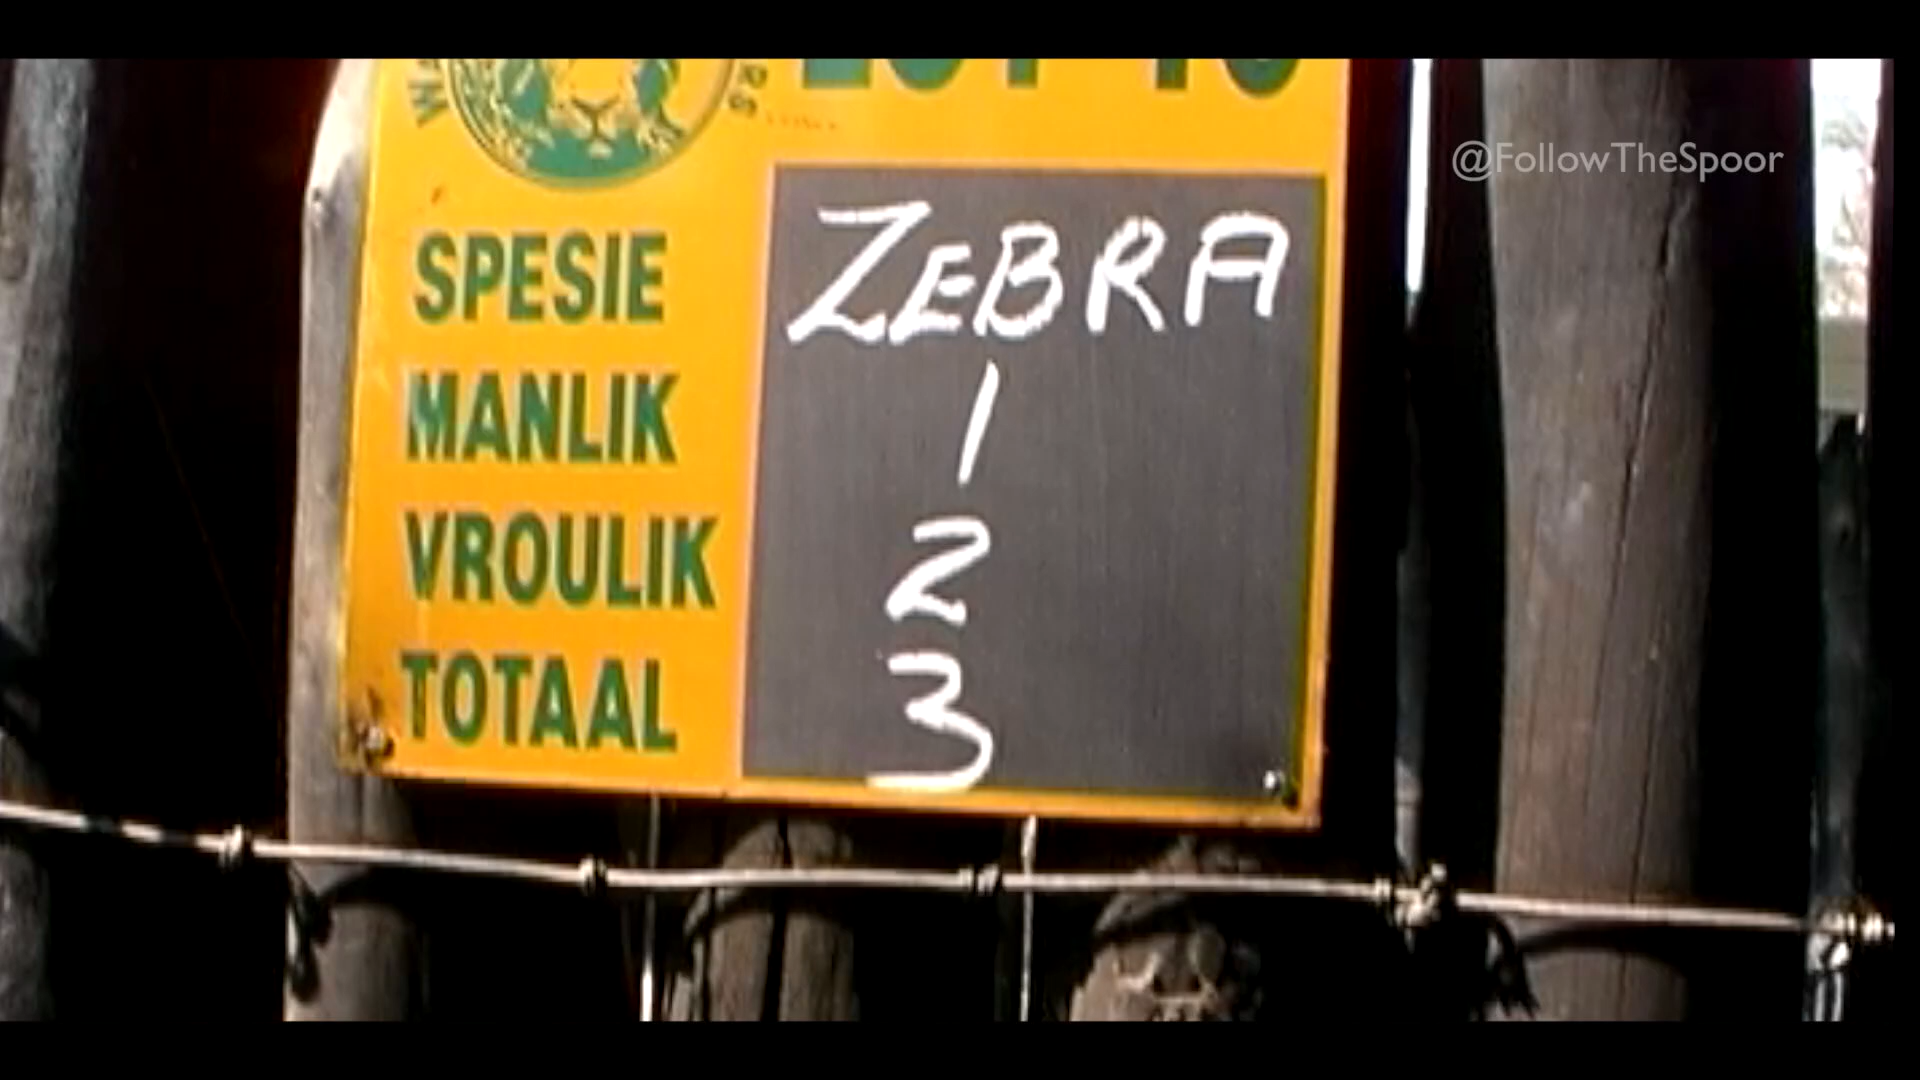 @FollowTheSpoor
SPESIE ZEBRA
MANLIK 1
VROULIK 2
TOTAAL 3